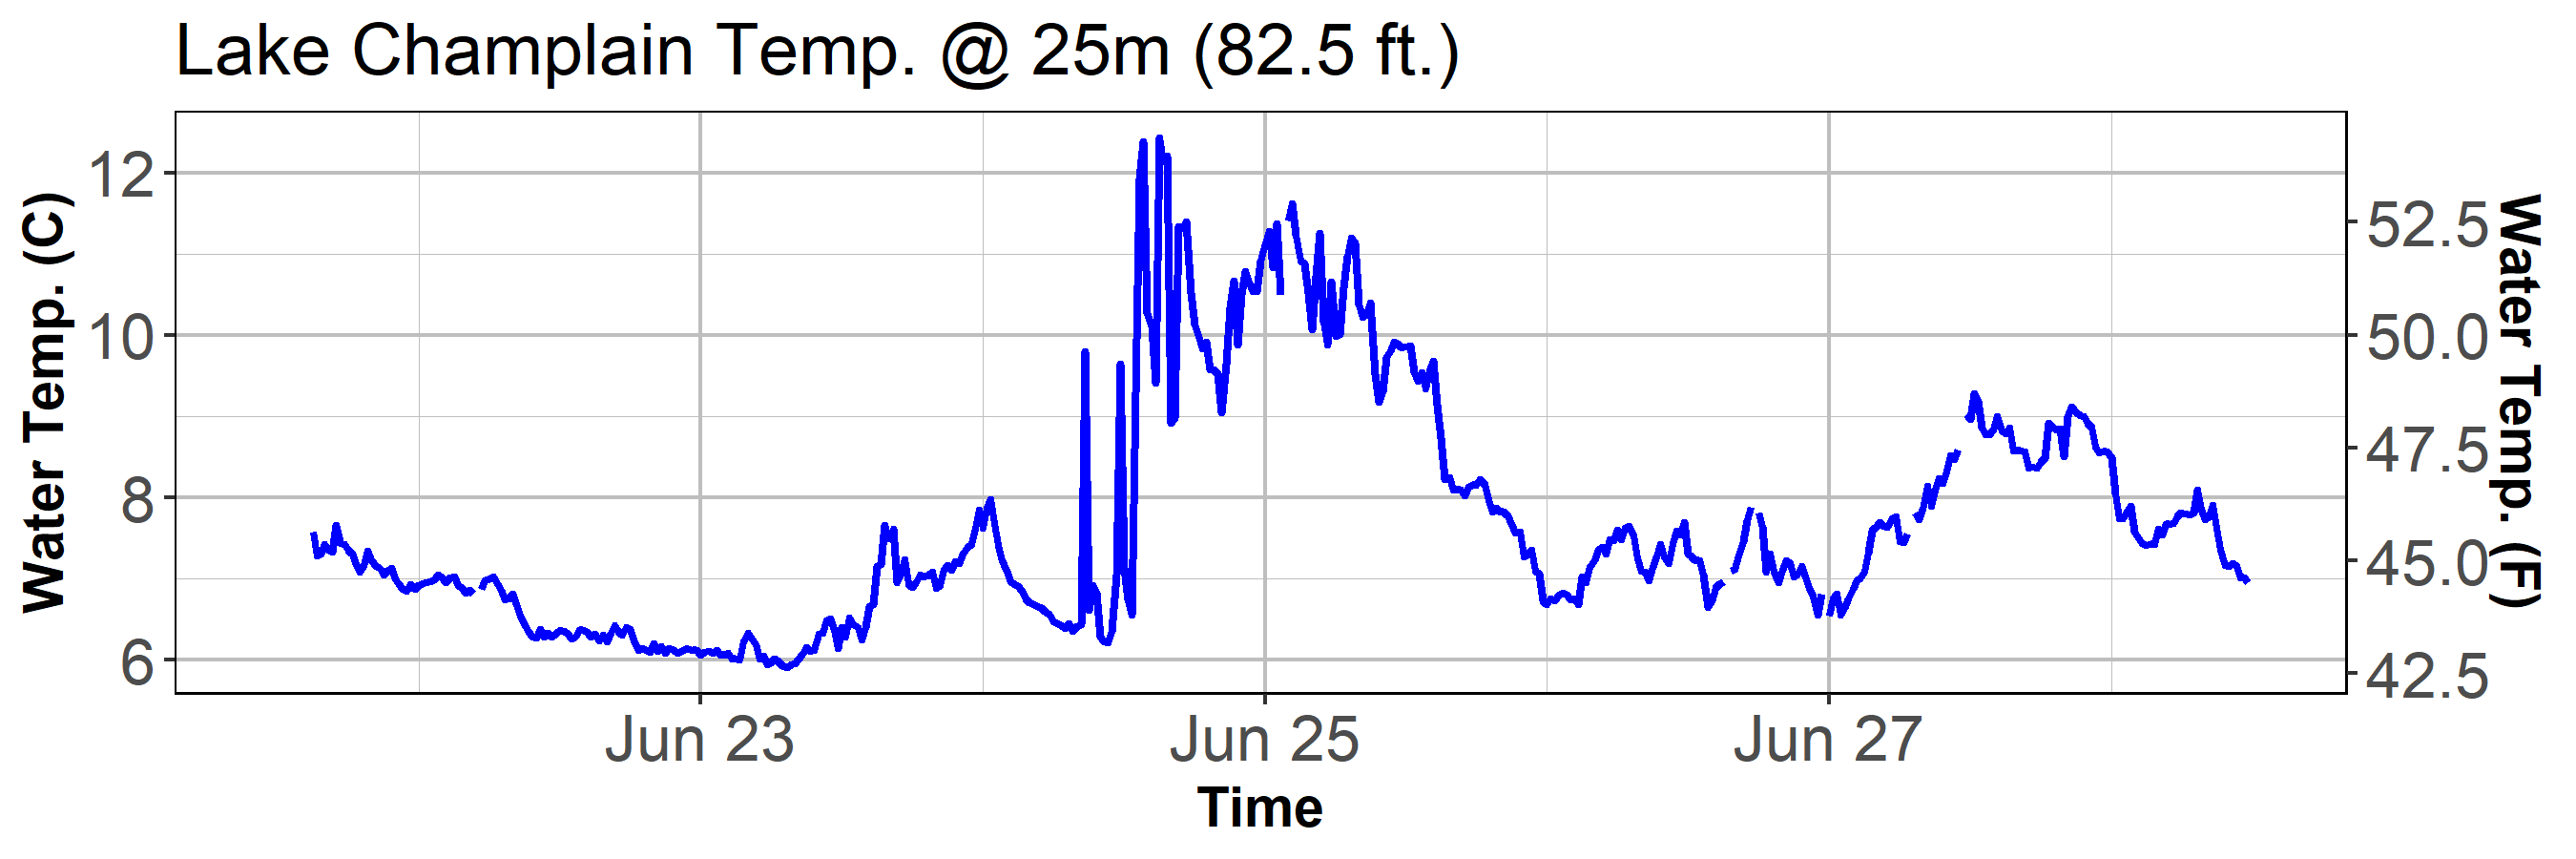 Lake Champlain Temp. @ 25m (82.5 ft.)
Water Temp. (C)
12
10
8
6
52.5
50.0
47.5
45.0
42.5
Water Temp. (F)
Jun 23
Jun 25
Jun 27
Time